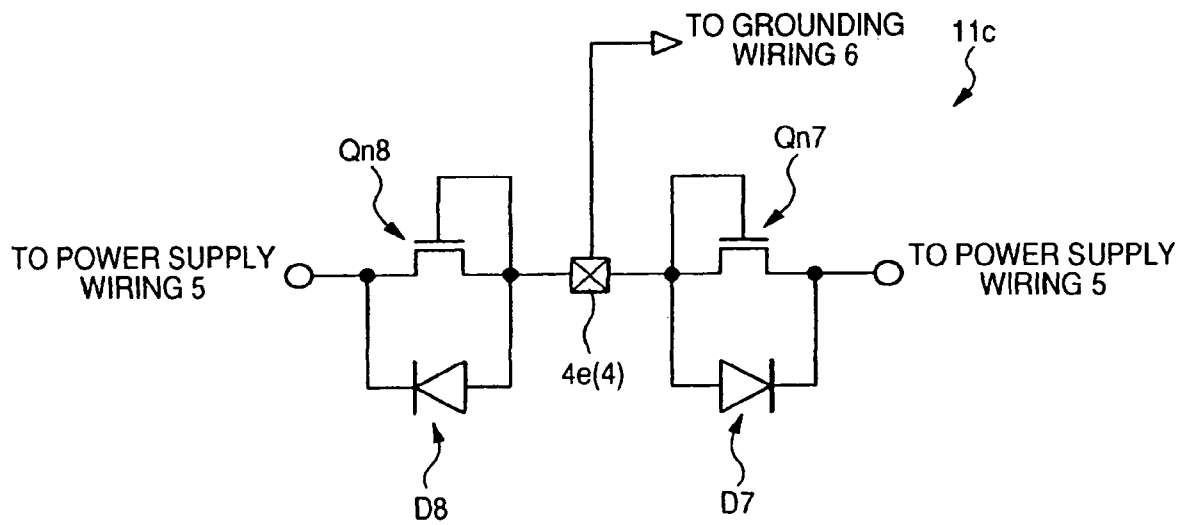 TO GROUNDING
WIRING 6
11c
Qn8
Qn7
TO POWER SUPPLY
WIRING 5
TO POWER SUPPLY
WIRING 5
4e(4)
D8
D7